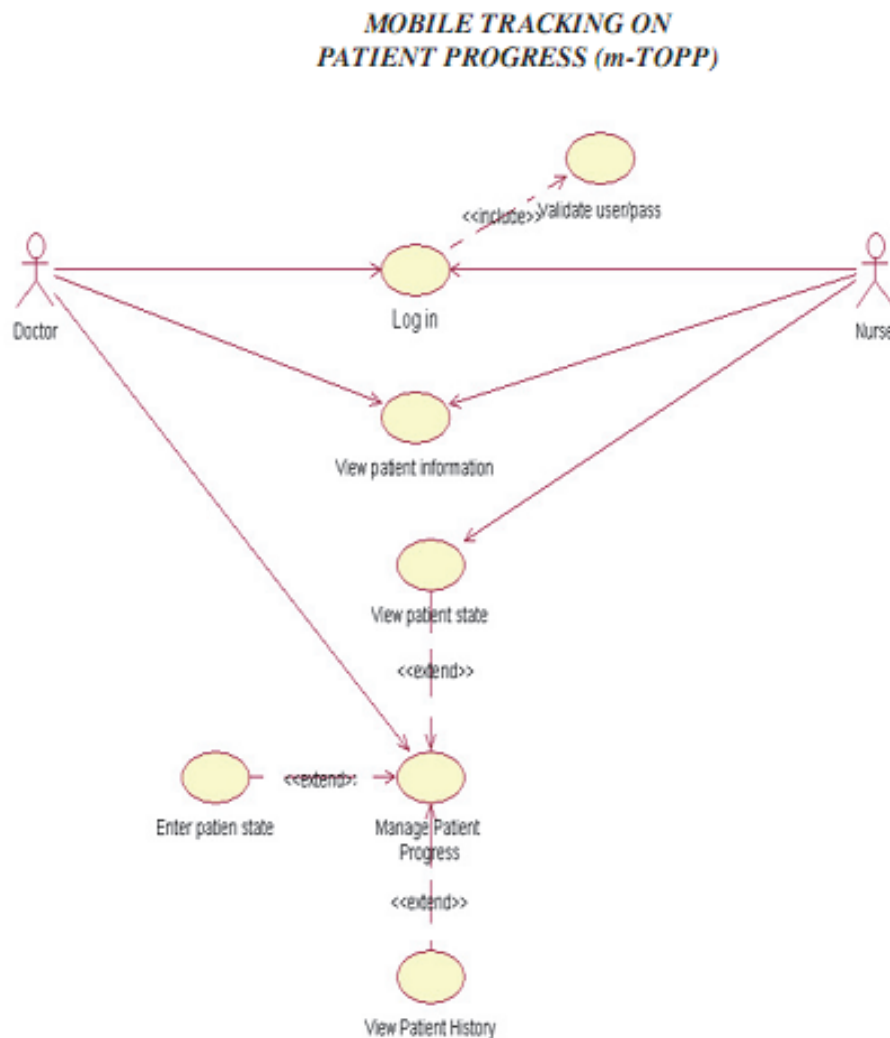 MOBILE TRACKING ON
PATIENT PROGRESS (m-TOPP)
<<include>>
Validate user/pass
Doctor
Log in
Nurse
View patient information
View patient state
<<extend>>
<<extend>:
Enter patien state
Manage Patient
Progress
<<extend>>
View Patient History